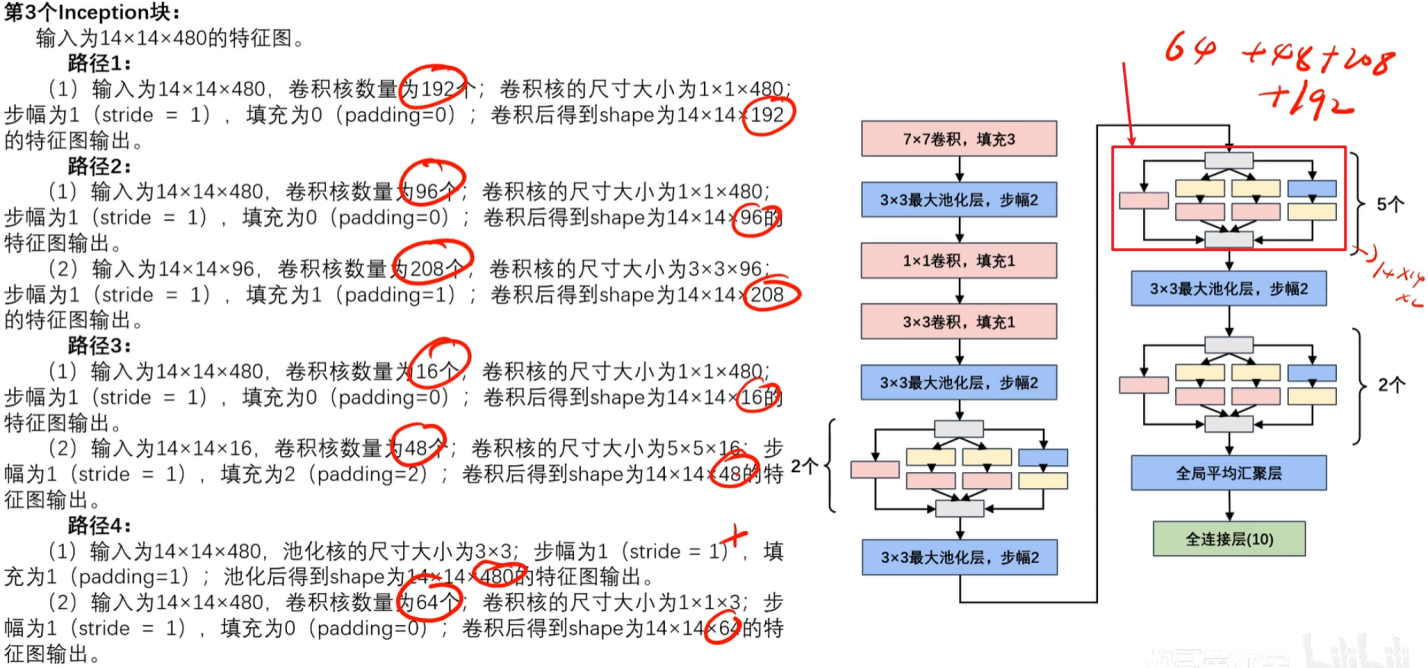 第3个Inception块：
输入为14×14×480的特征图。
路径1：
（1）输入为14×14×480，卷积核数量为192个；卷积核的尺寸大小为1×1×480；
步幅为1（stride = 1），填充为0（padding=0）；卷积后得到shape为14×14×192
的特征图输出。
路径2：
（1）输入为14×14×480，卷积核数量为96个；卷积核的尺寸大小为1×1×480；
步幅为1（stride = 1），填充为0（padding=0）；卷积后得到shape为14×14×96的
特征图输出。
（2）输入为14×14×96，卷积核数量为208个；卷积核的尺寸大小为3×3×96；
步幅为1（stride = 1），填充为1（padding=1）；卷积后得到shape为14×14×208
的特征图输出。
路径3：
（1）输入为14×14×480，卷积核数量为16个；卷积核的尺寸大小为1×1×480；
步幅为1（stride = 1），填充为0（padding=0）；卷积后得到shape为14×14×16的
特征图输出。
（2）输入为14×14×16，卷积核数量为48个；卷积核的尺寸大小为5×5×16；步
幅为1（stride = 1），填充为2（padding=2）；卷积后得到shape为14×14×48的特
征图输出。
路径4：
（1）输入为14×14×480，池化核的尺寸大小为3×3；步幅为1（stride = 1），填
充为1（padding=1）；池化后得到shape为14×14×480的特征图输出。
（2）输入为14×14×480，卷积核数量为64个；卷积核的尺寸大小为1×1×3；步
幅为1（stride = 1），填充为0（padding=0）；卷积后得到shape为14×14×64的特
征图输出。
7×7卷积，填充3
3×3最大池化层，步幅2
1×1卷积，填充1
3×3卷积，填充1
3×3最大池化层，步幅2
2个
3×3最大池化层，步幅2
64 +48+208
+192
5个
14×14
3×3最大池化层，步幅2
2个
全局平均汇聚层
全连接层(10)